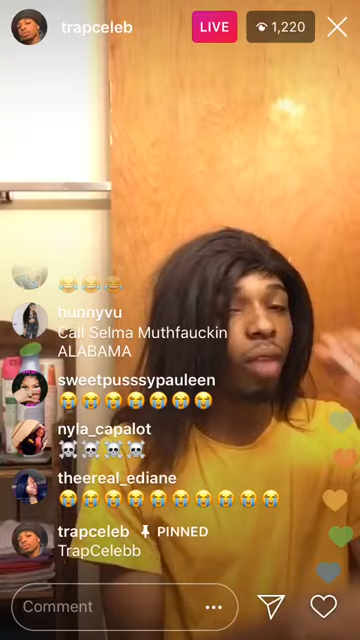 trapceleb
LIVE
1,220
😂😂😂
hunnyvu
Call Selma Muthfauckin
ALABAMA
sweetpusssypauleen
😭😭😭😭😭😭😭
nyla_capalot
☠️☠️☠️☠️
theereal_ediane
😭😭😭😭😭😭😭😭😭😭
trapceleb 📌 PINNED
TrapCelebb
Comment